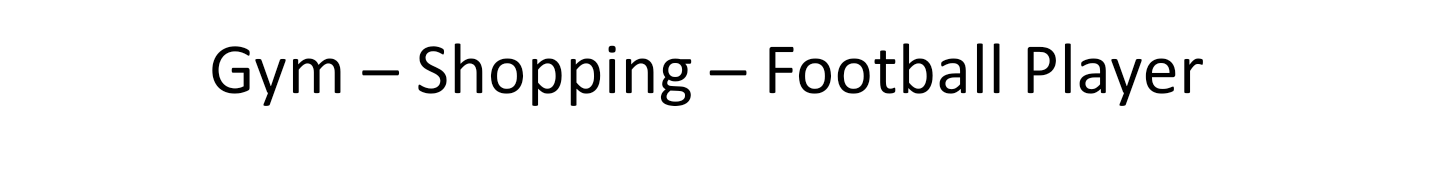 Gym – Shopping – Football Player